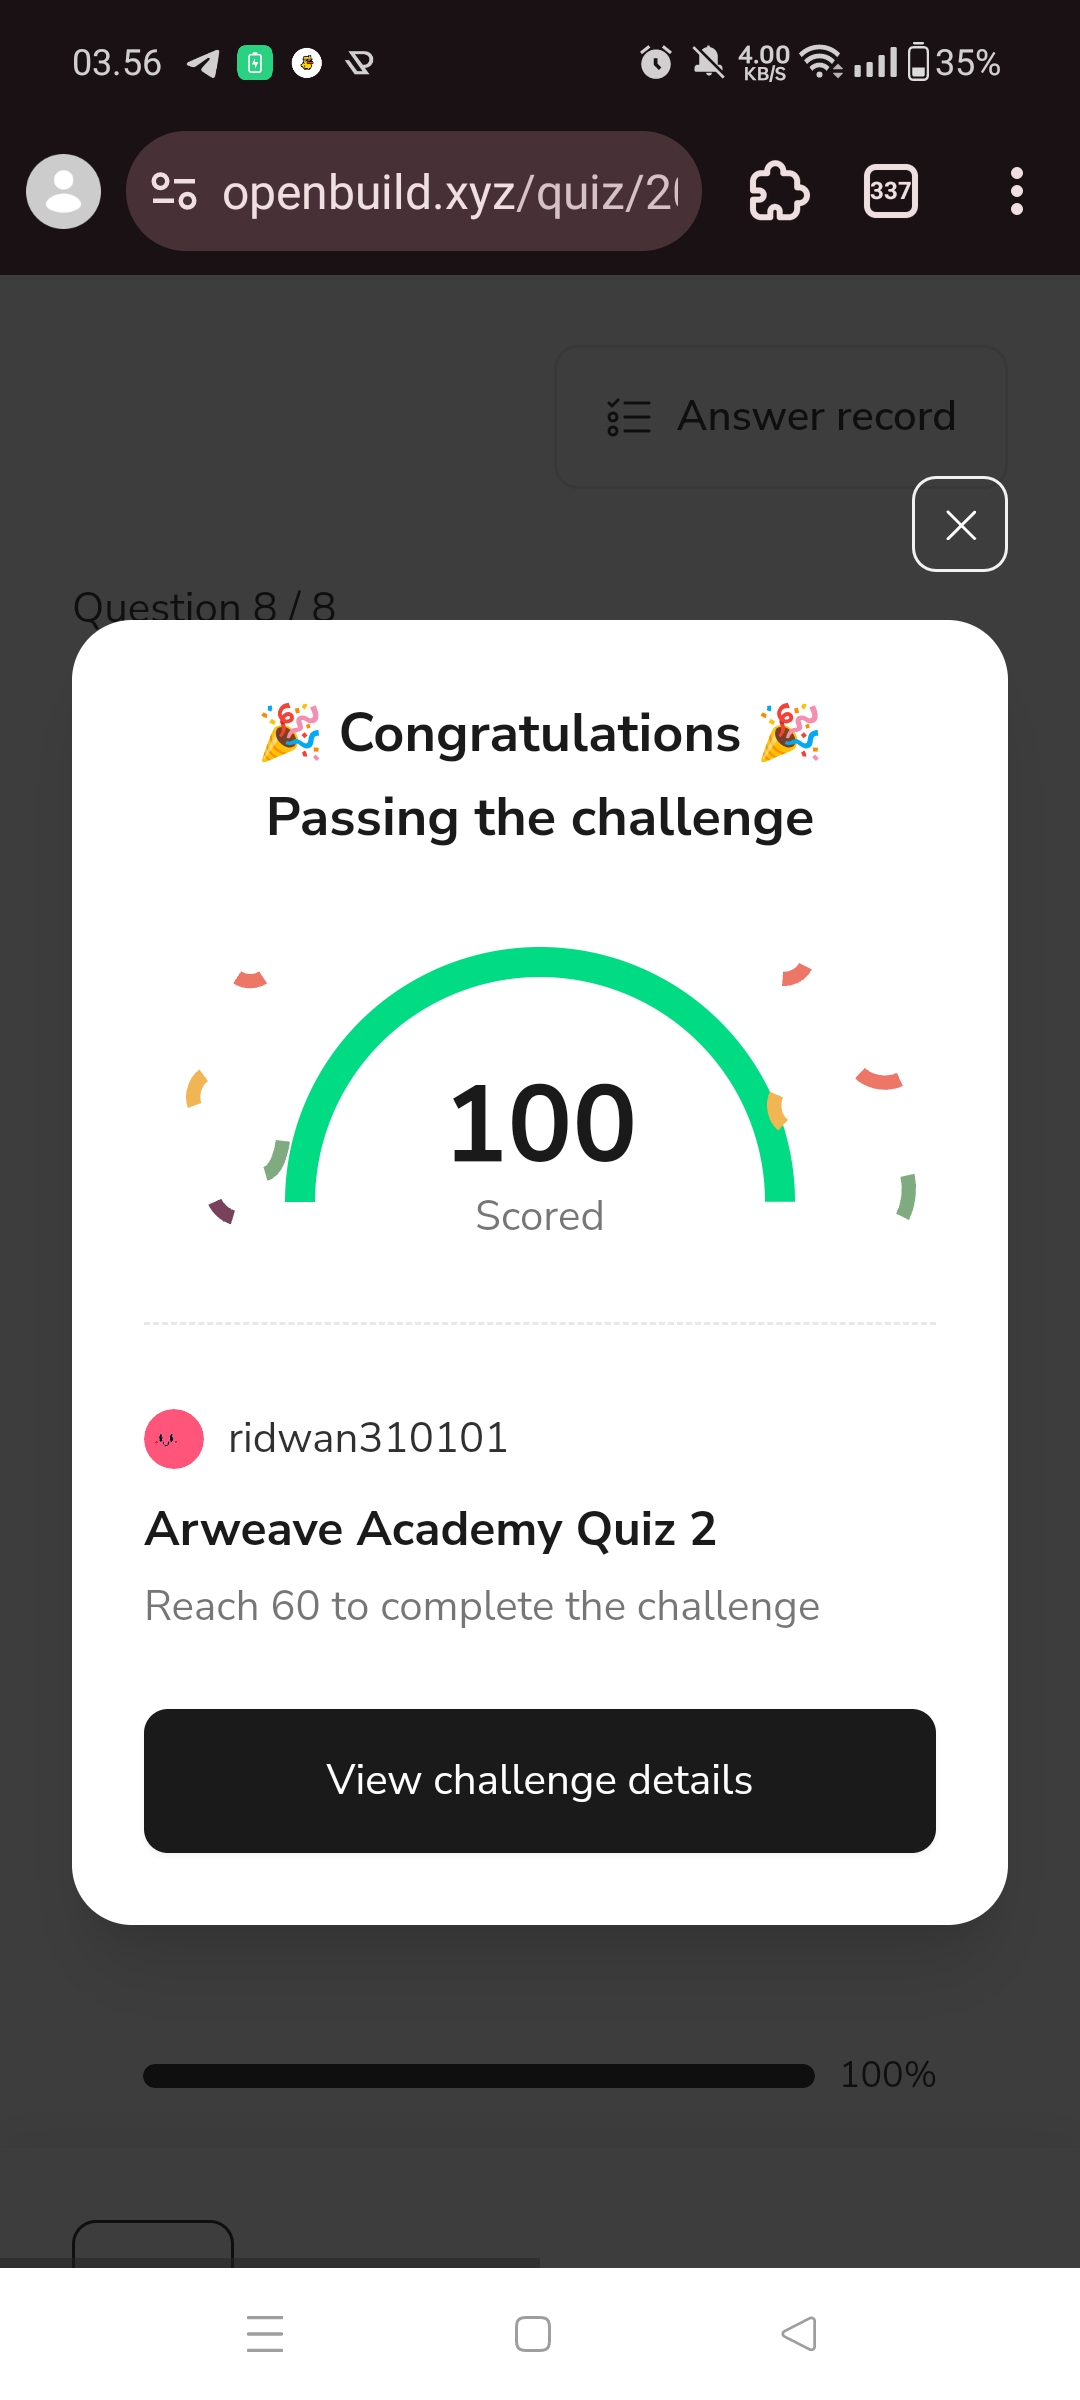 03.56
4.00
KB/S
35%
openbuild.xyz/quiz/2
337
Answer record
Question 8 / 8
🎉 Congratulations 🎉
Passing the challenge
100
Scored
ridwan310101
Arweave Academy Quiz 2
Reach 60 to complete the challenge
View challenge details
100%